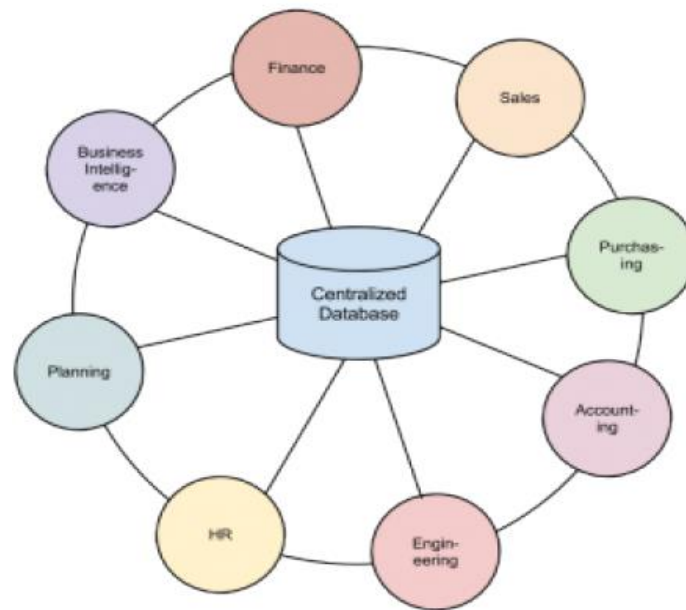 Finance
Sales
Business
Intellig-
ence
Purchas-
ing
Centralized
Database
Planning
Account-
ing
HR
Engin-
eering